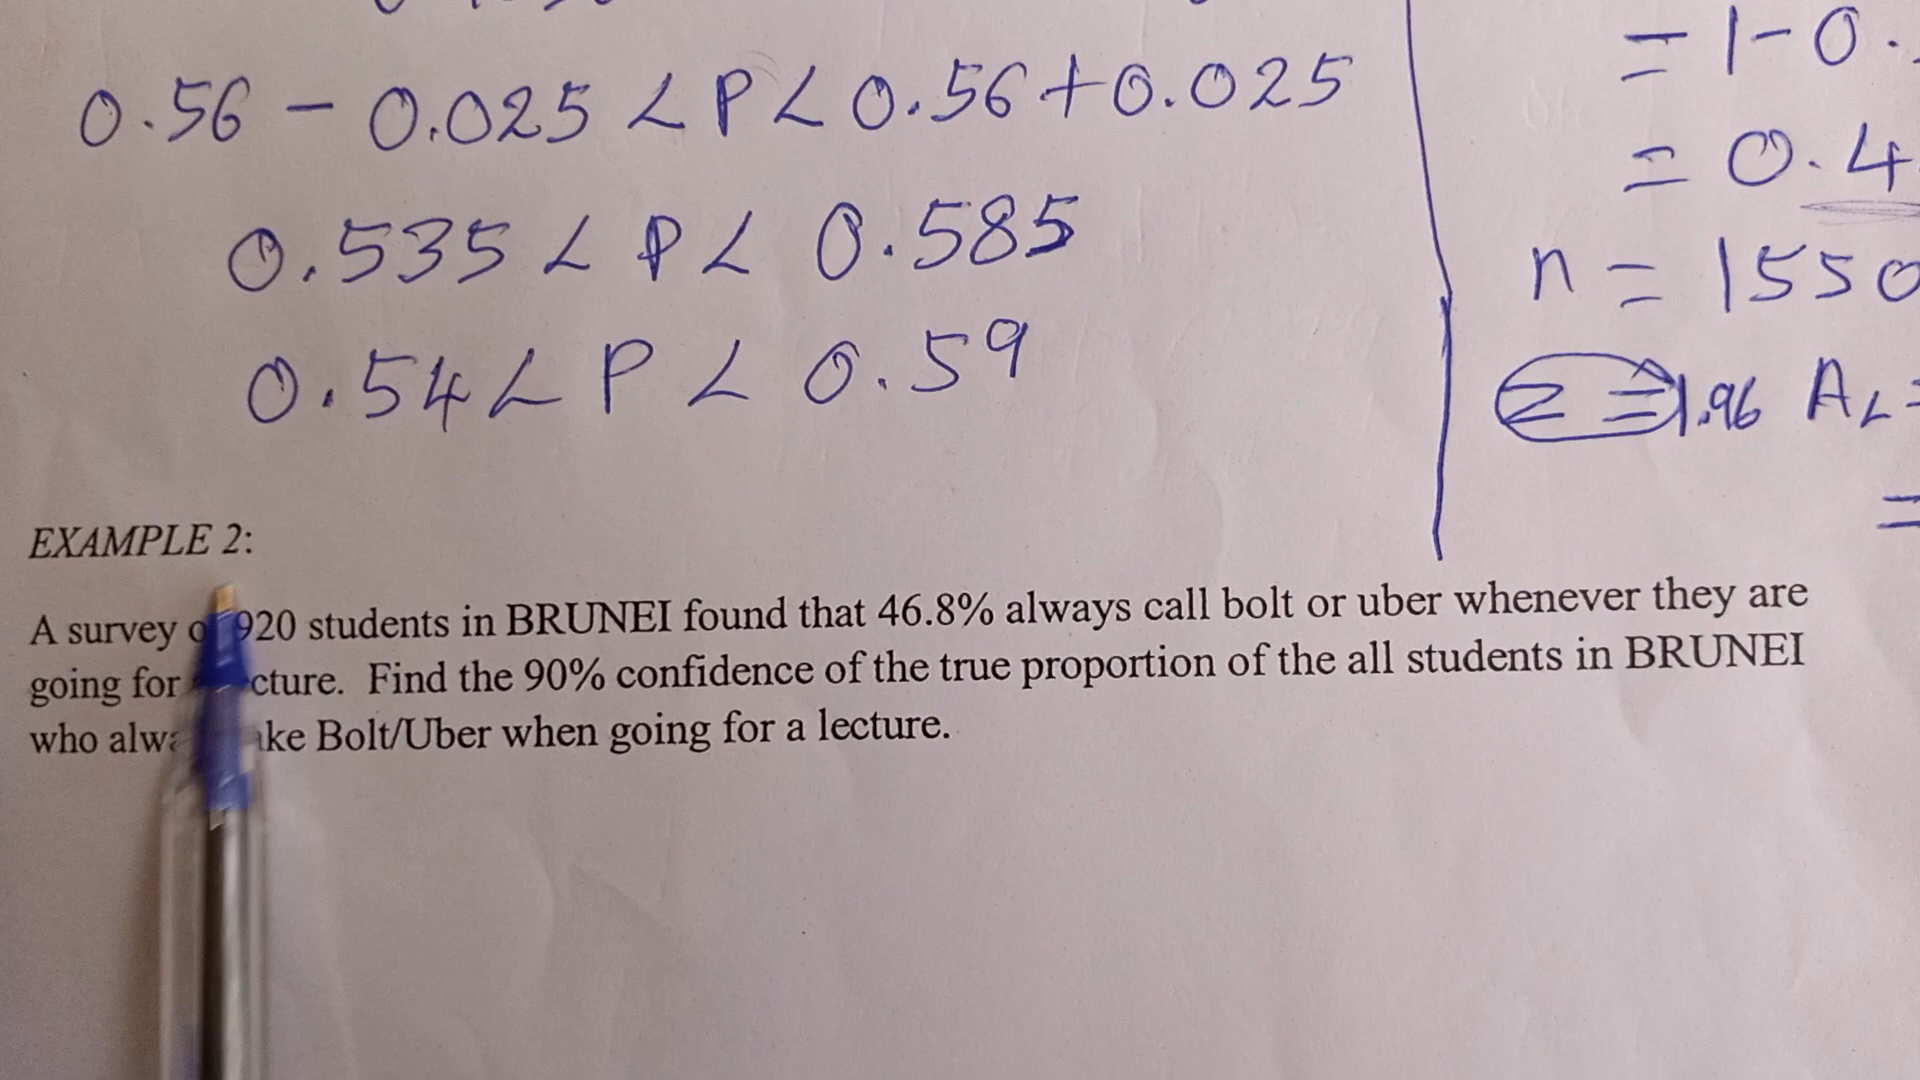 0.56 - 0.025 < P < 0.56 + 0.025
0.535 < P < 0.585
0.54 < P < 0.59
= 1 - 0.
= 0.4
n = 1550
z = 1.96 A_L =
=
EXAMPLE 2:
A survey 920 students in BRUNEI found that 46.8% always call bolt or uber whenever they are
going for cture. Find the 90% confidence of the true proportion of the all students in BRUNEI
who alwa ke Bolt/Uber when going for a lecture.